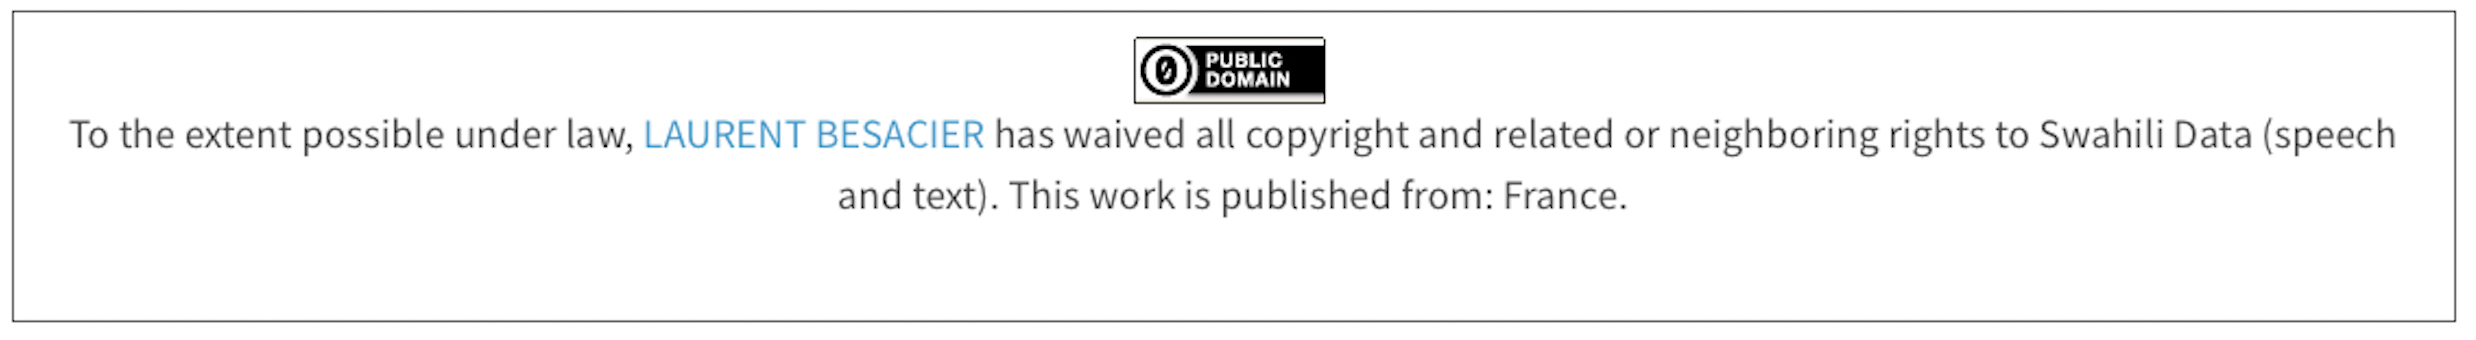 PUBLIC
DOMAIN
To the extent possible under law, LAURENT BESACIER has waived all copyright and related or neighboring rights to Swahili Data (speech
and text). This work is published from: France.